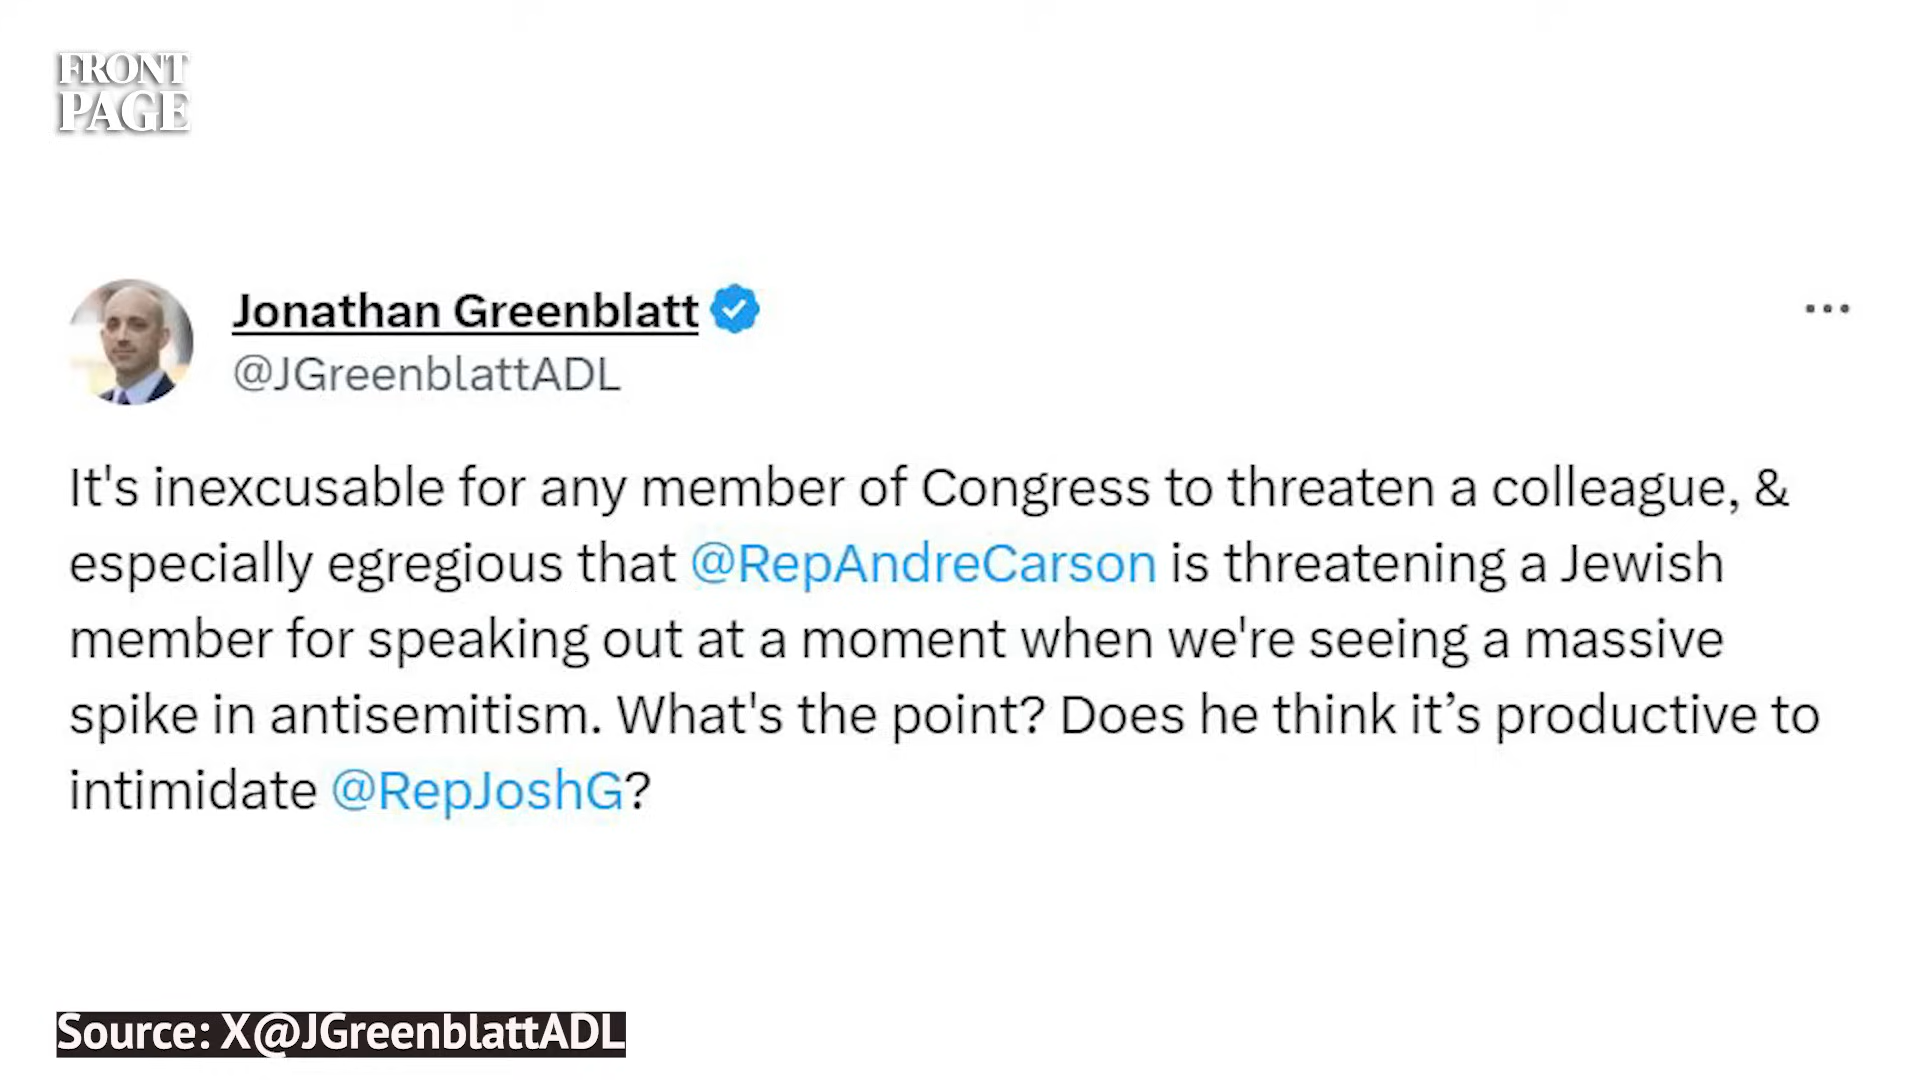 FRONT
PAGE
Jonathan Greenblatt
@JGreenblattADL
It's inexcusable for any member of Congress to threaten a colleague, &
especially egregious that @RepAndreCarson is threatening a Jewish
member for speaking out at a moment when we're seeing a massive
spike in antisemitism. What's the point? Does he think it’s productive to
intimidate @RepJoshG?
Source: X@JGreenblattADL